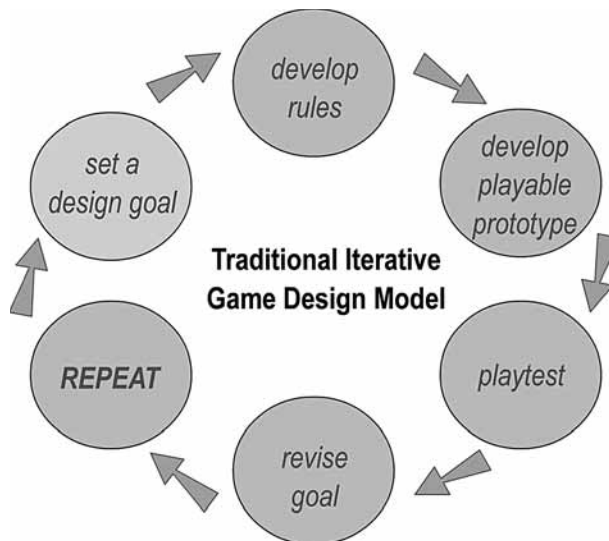 develop
rules
set a
design goal
develop
playable
prototype
Traditional Iterative
Game Design Model
REPEAT
playtest
revise
goal